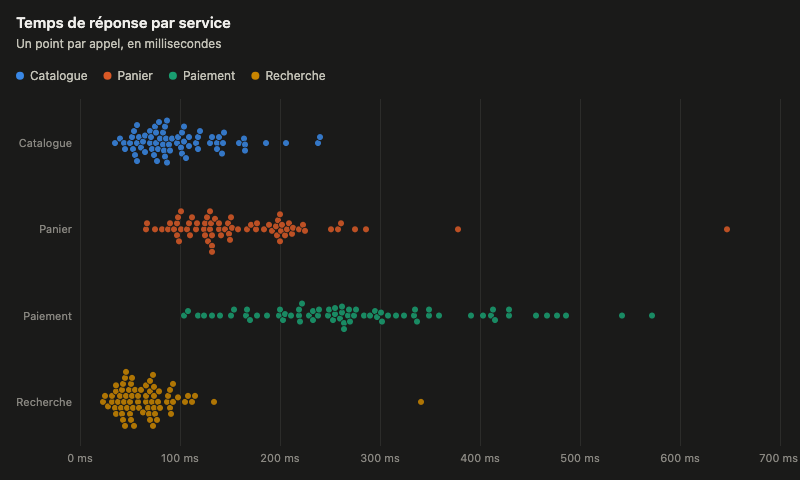 Temps de réponse par service
Un point par appel, en millisecondes
Catalogue Panier Paiement Recherche
Catalogue
Panier
Paiement
Recherche
0 ms 100 ms 200 ms 300 ms 400 ms 500 ms 600 ms 700 ms